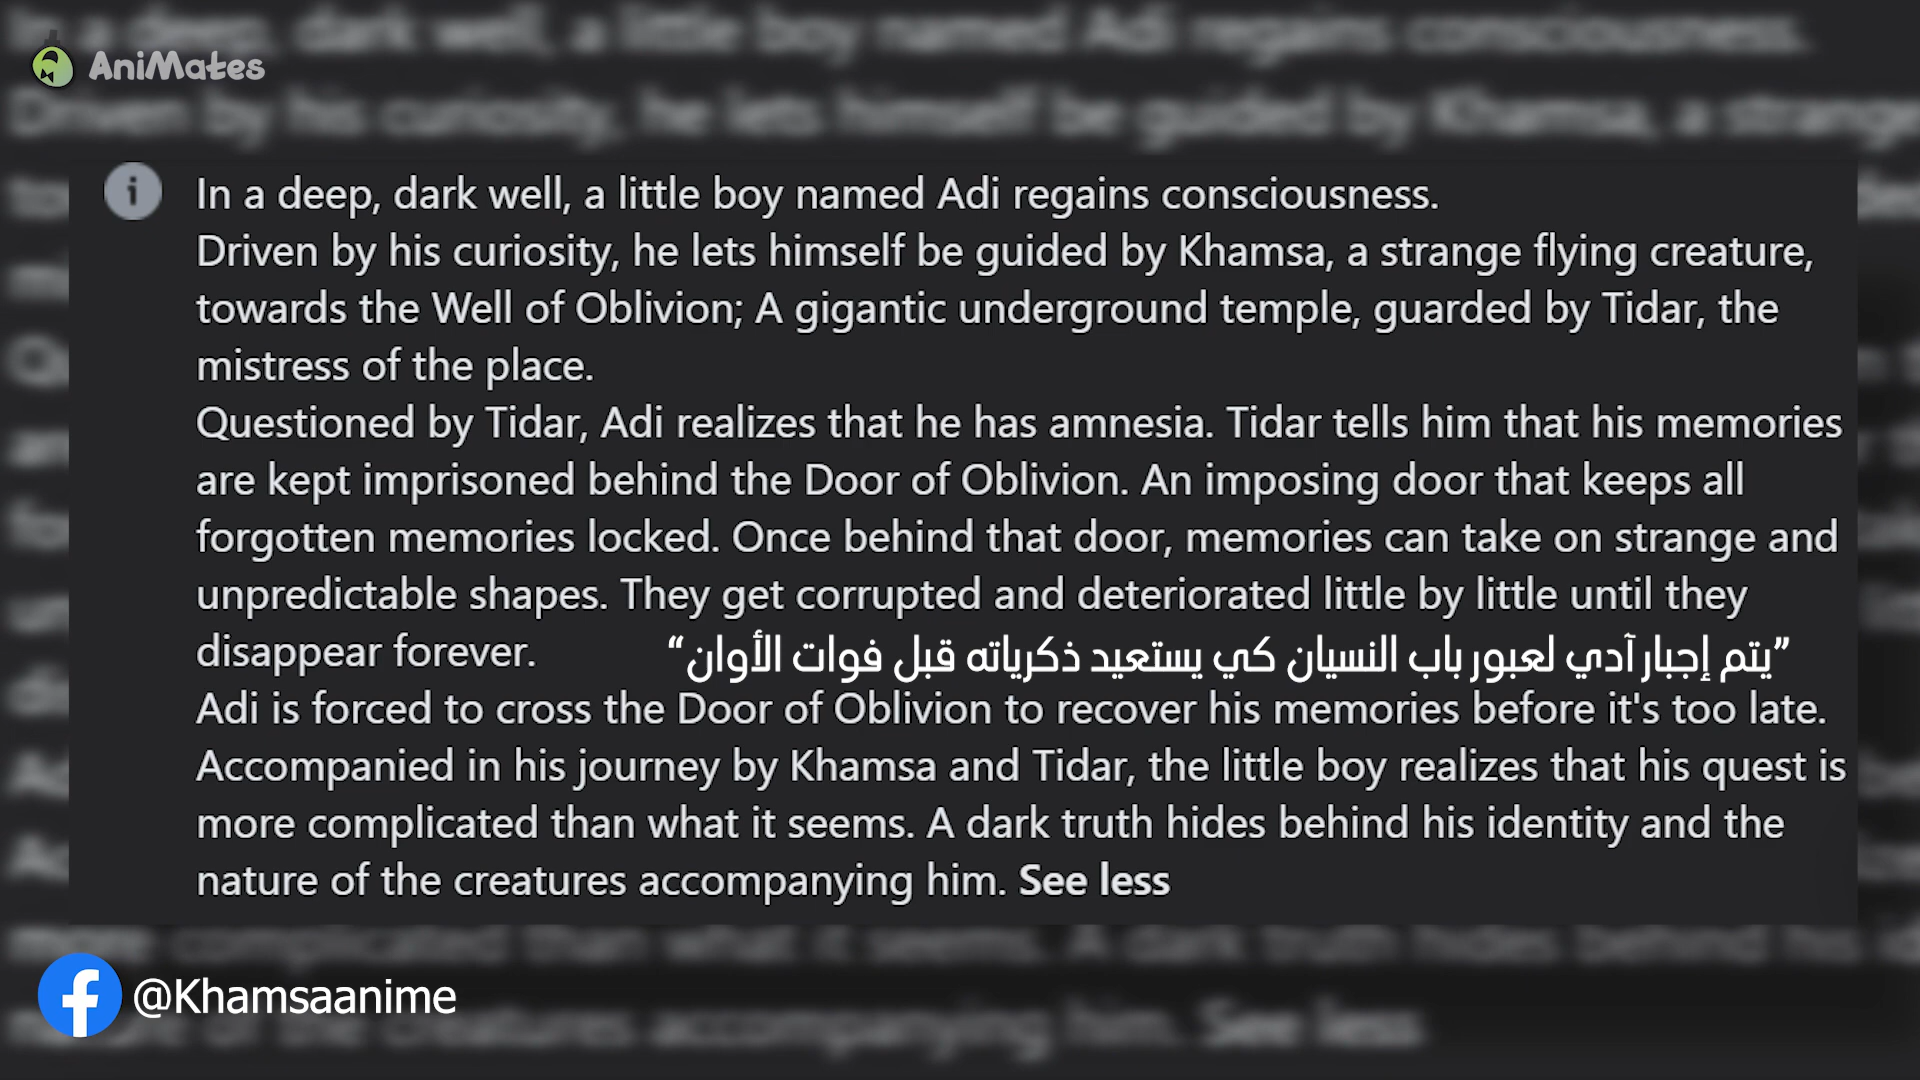 AniMates
In a deep, dark well, a little boy named Adi regains consciousness.
Driven by his curiosity, he lets himself be guided by Khamsa, a strange flying creature,
towards the Well of Oblivion; A gigantic underground temple, guarded by Tidar, the
mistress of the place.
Questioned by Tidar, Adi realizes that he has amnesia. Tidar tells him that his memories
are kept imprisoned behind the Door of Oblivion. An imposing door that keeps all
forgotten memories locked. Once behind that door, memories can take on strange and
unpredictable shapes. They get corrupted and deteriorated little by little until they
disappear forever.
”يتم إجبار آدي لعبور باب النسيان كي يستعيد ذكرياته قبل فوات الأوان“
Adi is forced to cross the Door of Oblivion to recover his memories before it's too late.
Accompanied in his journey by Khamsa and Tidar, the little boy realizes that his quest is
more complicated than what it seems. A dark truth hides behind his identity and the
nature of the creatures accompanying him. See less
@Khamsaanime